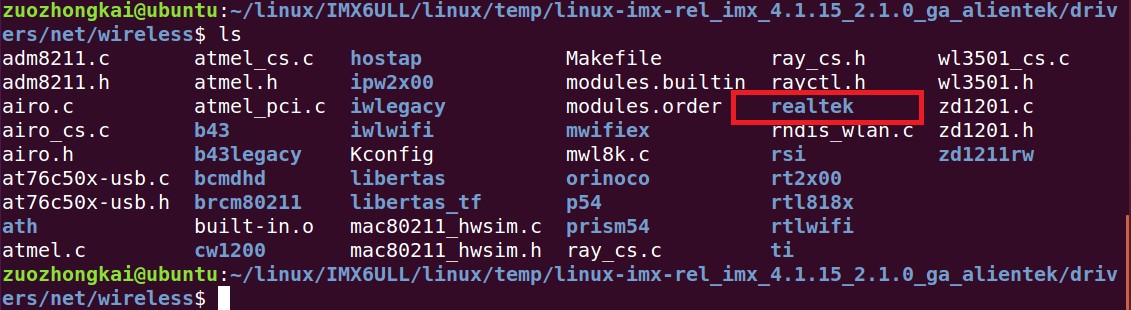 zuozhongkai@ubuntu:~/linux/IMX6ULL/linux/temp/linux-imx-rel_imx_4.1.15_2.1.0_ga_alientek/driv
ers/net/wireless$ ls
adm8211.c atmel_cs.c hostap Makefile ray_cs.h wl3501_cs.c
adm8211.h atmel.h ipw2x00 modules.builtin rayctl.h wl3501.h
airo.c atmel_pci.c iwlegacy modules.order realtek zd1201.c
airo_cs.c b43 iwlwifi mwifiex rndis_wlan.c zd1201.h
airo.h b43legacy Kconfig mwl8k.c rsi zd1211rw
at76c50x-usb.c bcmdhd libertas orinoco rt2x00
at76c50x-usb.h brcm80211 libertas_tf p54 rtl818x
ath built-in.o mac80211_hwsim.c prism54 rtlwifi
atmel.c cw1200 mac80211_hwsim.h ray_cs.c ti
zuozhongkai@ubuntu:~/linux/IMX6ULL/linux/temp/linux-imx-rel_imx_4.1.15_2.1.0_ga_alientek/driv
ers/net/wireless$